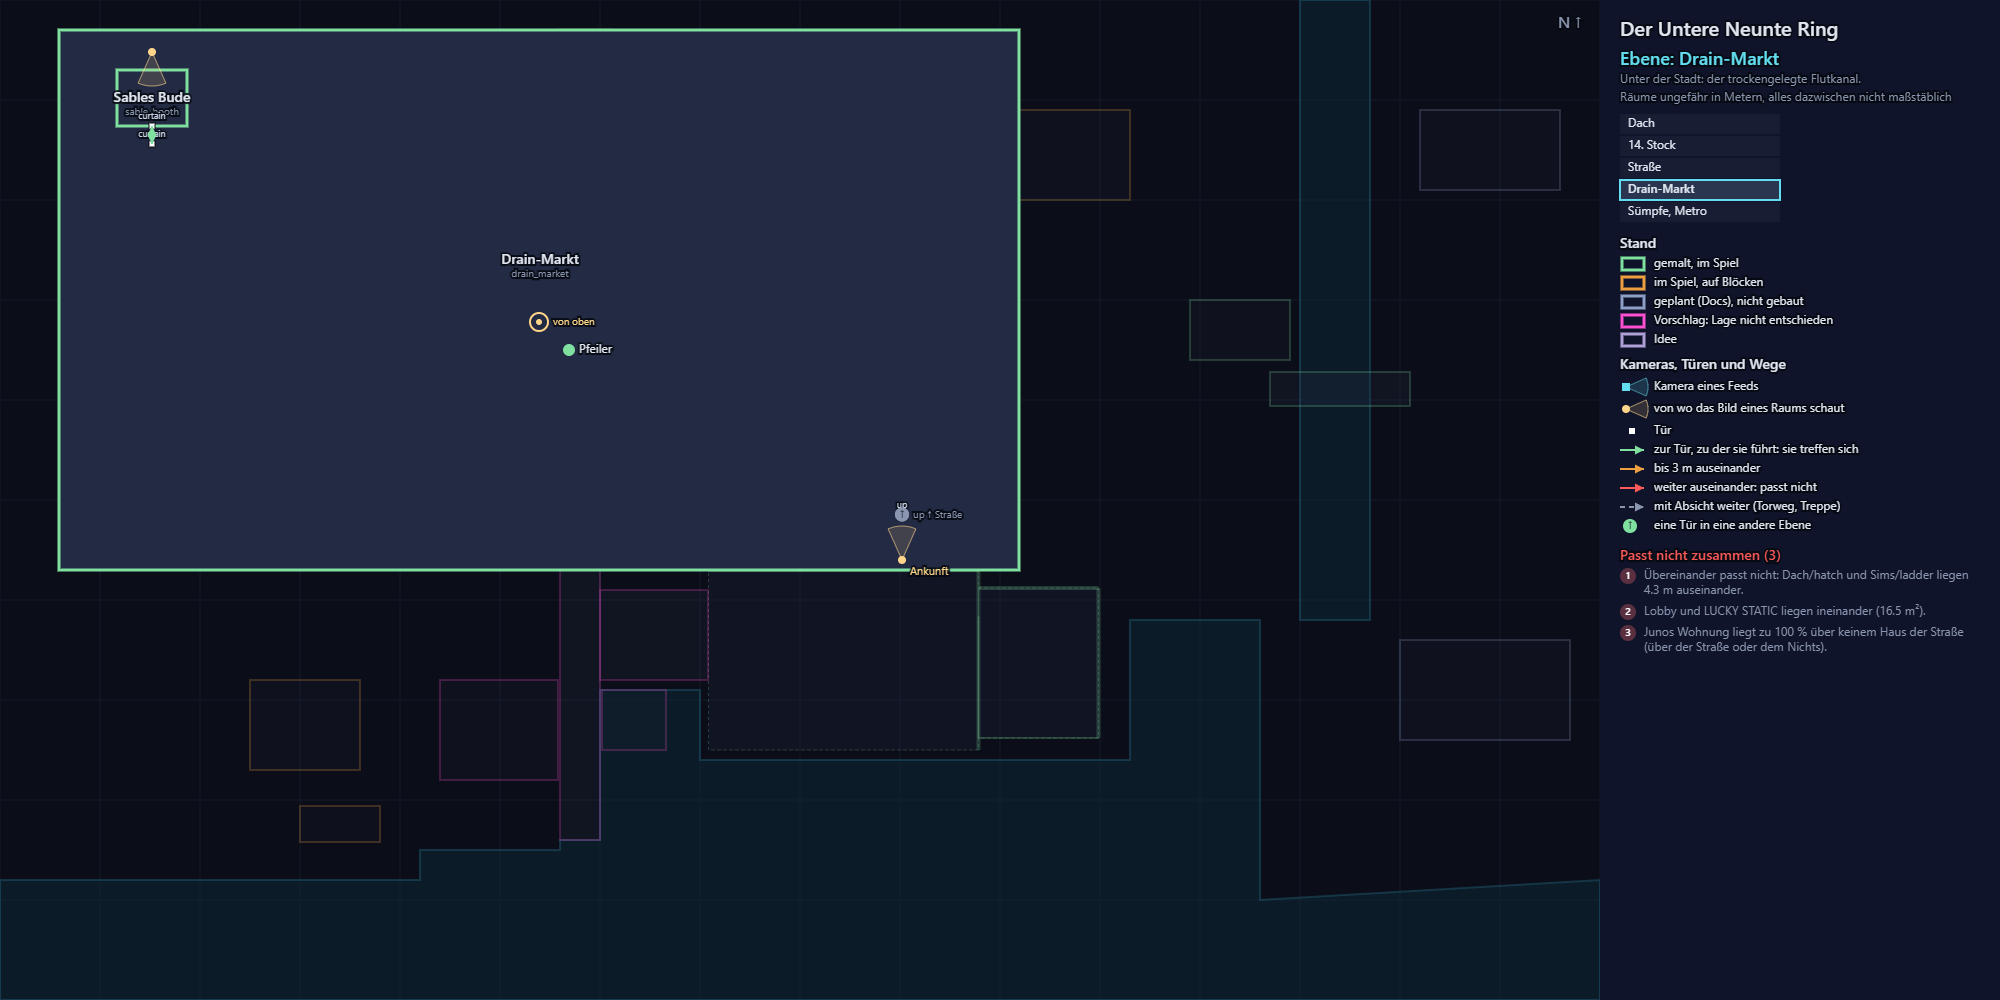 N ↑
Sables Bude
sable_booth
curtain
curtain
Drain-Markt
drain_market
von oben
Pfeiler
up
↑ up ↑ Straße
Ankunft
Der Untere Neunte Ring
Ebene: Drain-Markt
Unter der Stadt: der trockengelegte Flutkanal.
Räume ungefähr in Metern, alles dazwischen nicht maßstäblich
Dach
14. Stock
Straße
Drain-Markt
Sümpfe, Metro
Stand
gemalt, im Spiel
im Spiel, auf Blöcken
geplant (Docs), nicht gebaut
Vorschlag: Lage nicht entschieden
Idee
Kameras, Türen und Wege
Kamera eines Feeds
von wo das Bild eines Raums schaut
Tür
zur Tür, zu der sie führt: sie treffen sich
bis 3 m auseinander
weiter auseinander: passt nicht
mit Absicht weiter (Torweg, Treppe)
↑ eine Tür in eine andere Ebene
Passt nicht zusammen (3)
1 Übereinander passt nicht: Dach/hatch und Sims/ladder liegen
4.3 m auseinander.
2 Lobby und LUCKY STATIC liegen ineinander (16.5 m²).
3 Junos Wohnung liegt zu 100 % über keinem Haus der Straße
(über der Straße oder dem Nichts).